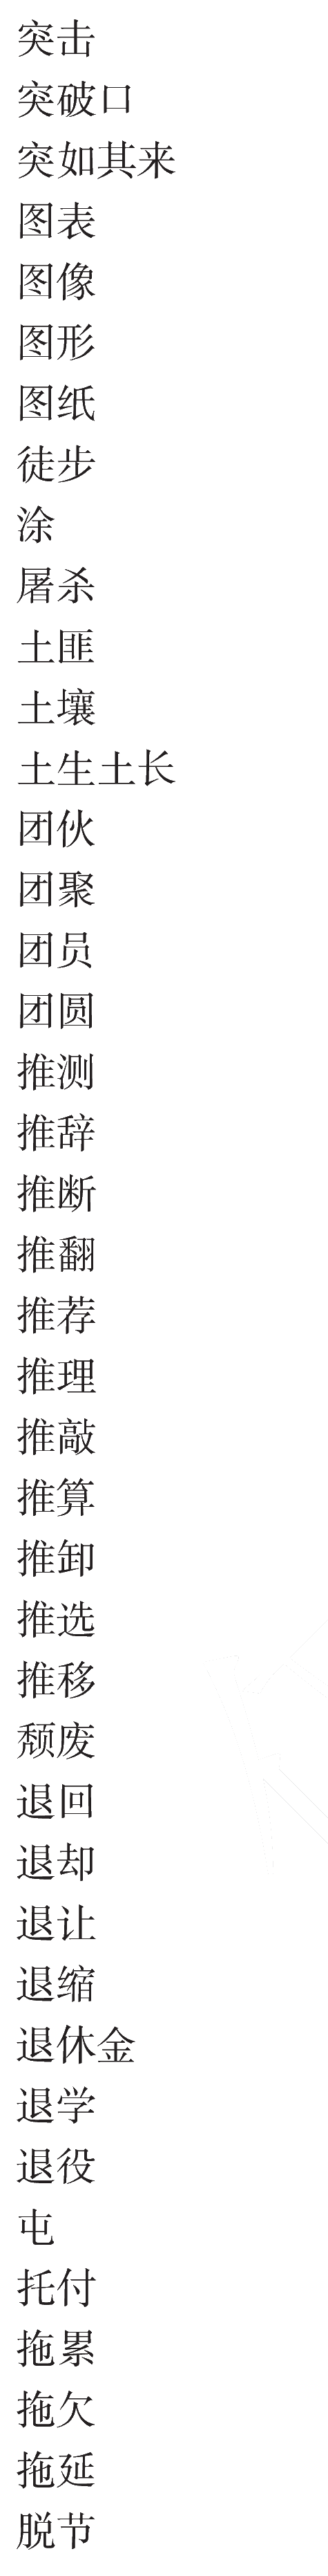 突击
突破口
突如其来
图表
图像
图形
图纸
徒步
涂
屠杀
土匪
土壤
土生土长
团伙
团聚
团员
团圆
推测
推辞
推断
推翻
推荐
推理
推敲
推算
推卸
推选
推移
颓废
退回
退却
退让
退缩
退休金
退学
退役
屯
托付
拖累
拖欠
拖延
脱节